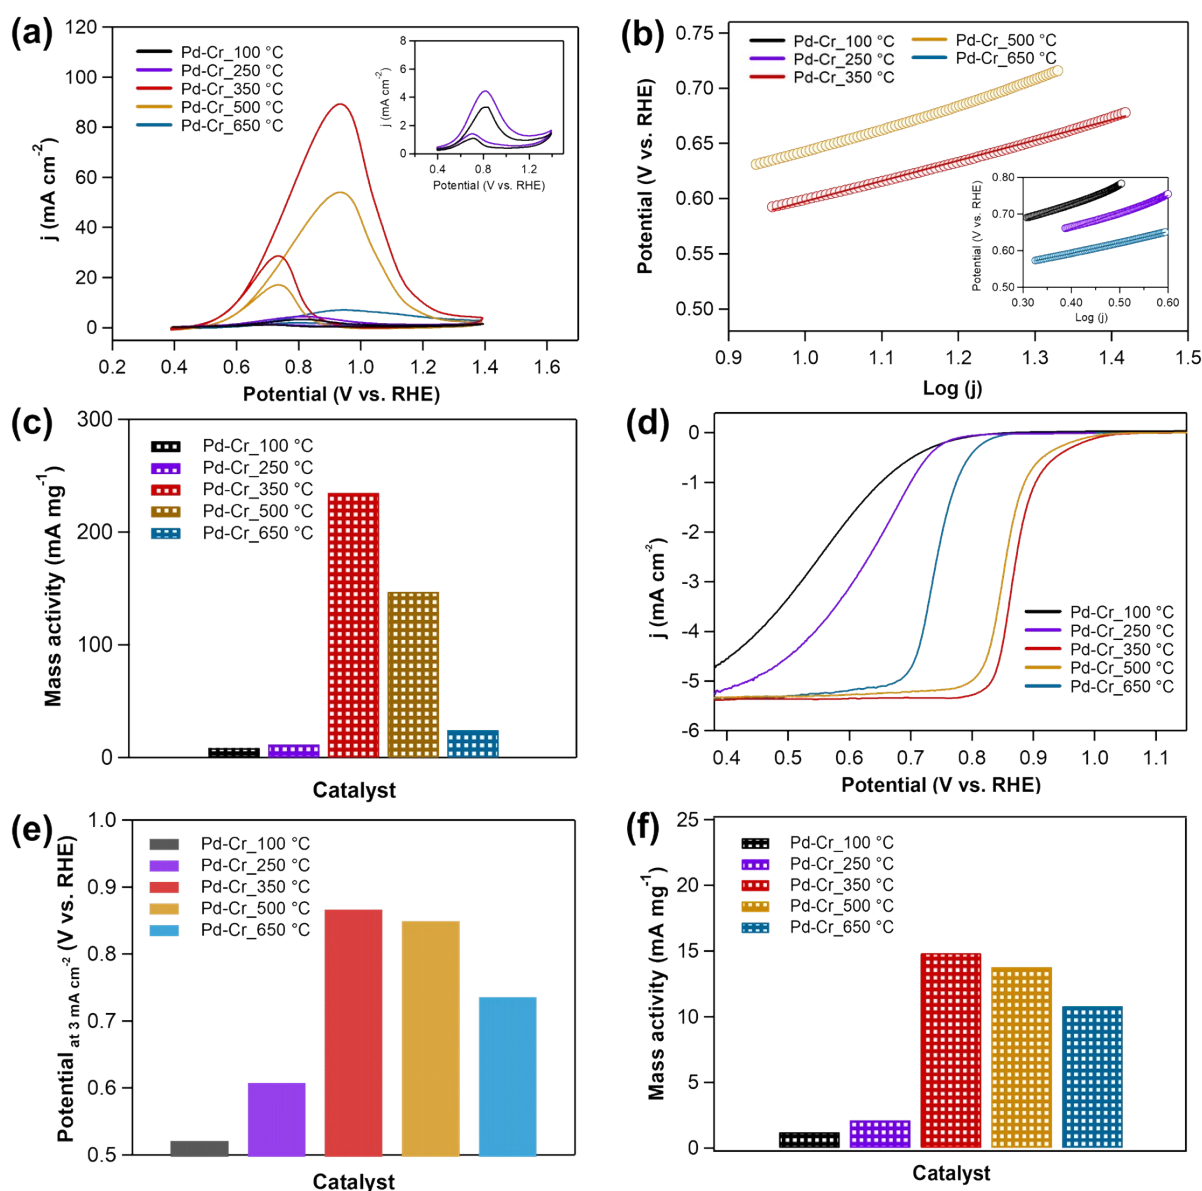 (a)
120
100
80
60
40
20
0
j (mA cm-2)
Pd-Cr_100 °C
Pd-Cr_250 °C
Pd-Cr_350 °C
Pd-Cr_500 °C
Pd-Cr_650 °C
8
6
4
2
0
j (mA cm-2)
0.4 0.8 1.2
Potential (V vs. RHE)
0.2 0.4 0.6 0.8 1.0 1.2 1.4 1.6
Potential (V vs. RHE)
(b)
0.75
0.70
0.65
0.60
0.55
0.50
Potential (V vs. RHE)
Pd-Cr_100 °C
Pd-Cr_250 °C
Pd-Cr_350 °C
Pd-Cr_500 °C
Pd-Cr_650 °C
0.80
0.70
0.60
0.50
Potential (V vs. RHE)
0.30 0.40 0.50 0.60
Log (j)
0.9 1.0 1.1 1.2 1.3 1.4 1.5
Log (j)
(c)
300
200
100
0
Mass activity (mA mg-1)
Pd-Cr_100 °C
Pd-Cr_250 °C
Pd-Cr_350 °C
Pd-Cr_500 °C
Pd-Cr_650 °C
Catalyst
(d)
0
-1
-2
-3
-4
-5
-6
j (mA cm-2)
Pd-Cr_100 °C
Pd-Cr_250 °C
Pd-Cr_350 °C
Pd-Cr_500 °C
Pd-Cr_650 °C
0.4 0.5 0.6 0.7 0.8 0.9 1.0 1.1
Potential (V vs. RHE)
(e)
1.0
0.9
0.8
0.7
0.6
0.5
Potential at 3 mA cm-2 (V vs. RHE)
Pd-Cr_100 °C
Pd-Cr_250 °C
Pd-Cr_350 °C
Pd-Cr_500 °C
Pd-Cr_650 °C
Catalyst
(f)
25
20
15
10
5
0
Mass activity (mA mg-1)
Pd-Cr_100 °C
Pd-Cr_250 °C
Pd-Cr_350 °C
Pd-Cr_500 °C
Pd-Cr_650 °C
Catalyst